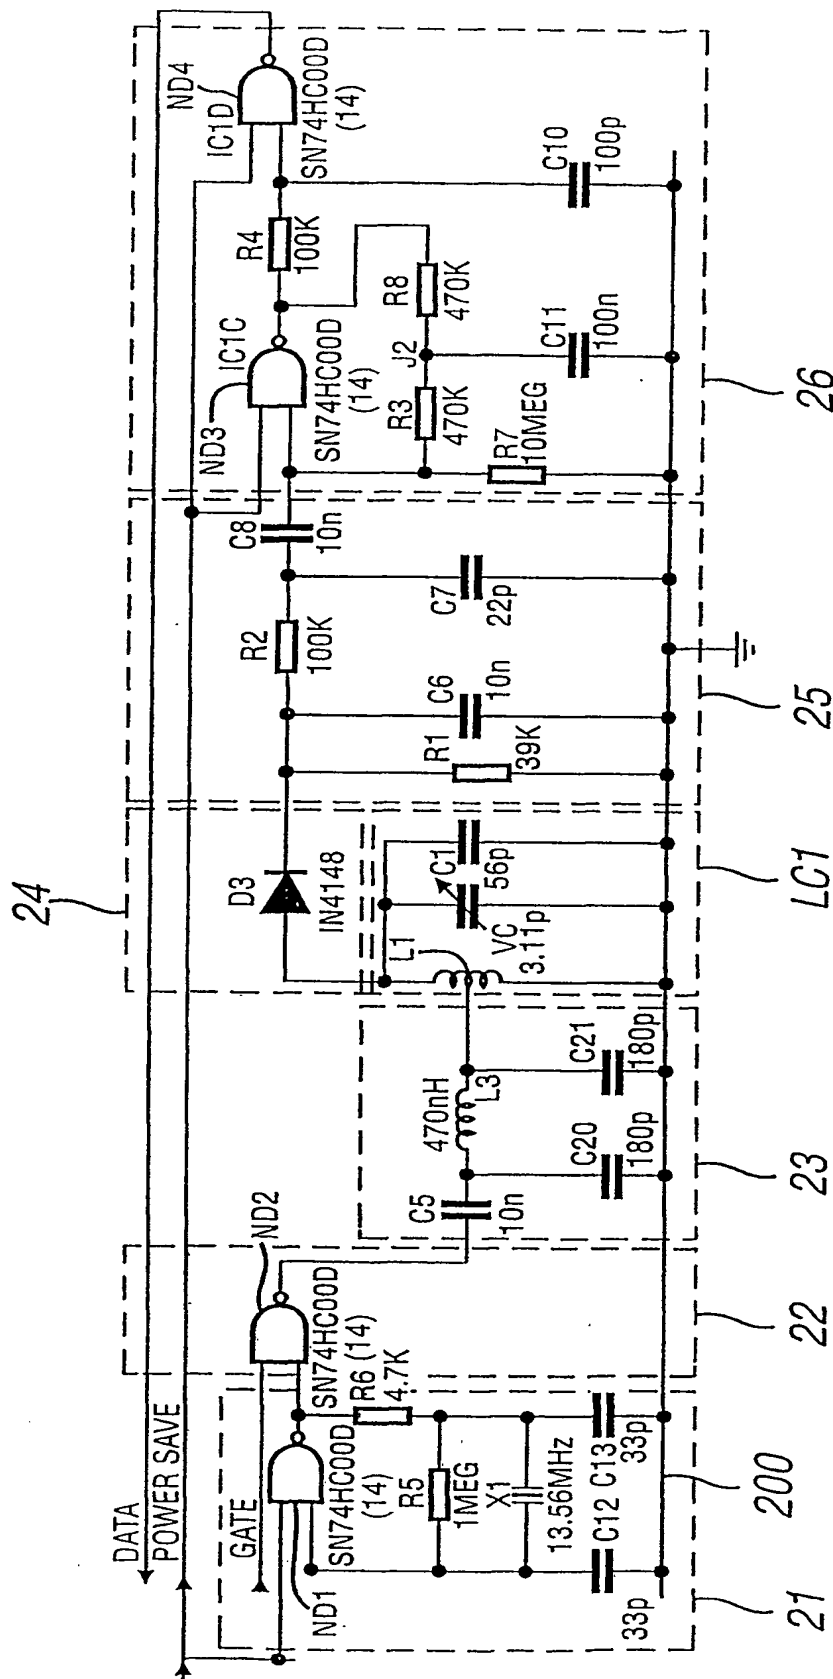 DATA
POWER SAVE
GATE
ND1
SN74HC00D
(14)
R5
1MEG
X1
13.56MHz
C12
33p
C13
33p
R6
4.7K
SN74HC00D
(14)
ND2
21
200
22
C5
10n
470nH
L3
C20
180p
C21
180p
23
24
D3
IN4148
L1
VC
3.11p
C1
56p
LC1
R1
39K
C6
10n
R2
100K
C7
22p
C8
10n
25
ND3
IC1C
SN74HC00D
(14)
R3
470K
J2
R8
470K
R7
10MEG
C11
100n
R4
100K
ND4
IC1D
SN74HC00D
(14)
C10
100p
26